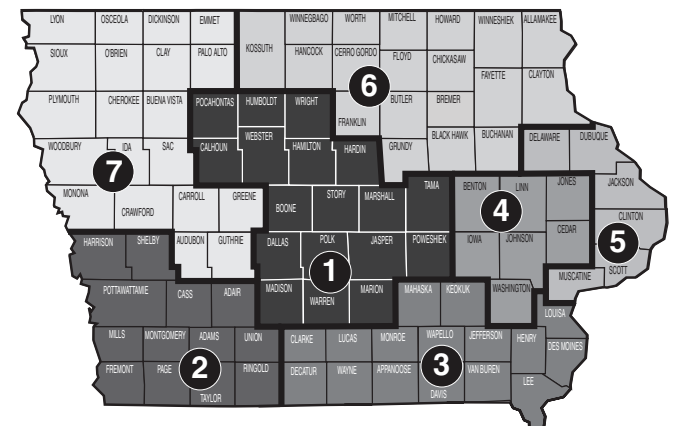 LYON OSCEOLA DICKINSON EMMET WINNEGBAGO WORTH MITCHELL HOWARD WINNESHIEK ALLAMAKEE
SIOUX O'BRIEN CLAY PALO ALTO KOSSUTH HANCOCK CERRO GORDO FLOYD CHICKASAW
6
FAYETTE CLAYTON
PLYMOUTH CHEROKEE BUENA VISTA POCAHONTAS HUMBOLDT WRIGHT FRANKLIN BUTLER BREMER
WOODBURY IDA SAC CALHOUN WEBSTER HAMILTON HARDIN GRUNDY BLACK HAWK BUCHANAN DELAWARE DUBUQUE
7
MONONA CRAWFORD CARROLL GREENE BOONE STORY MARSHALL TAMA BENTON LINN JONES JACKSON
4
CLINTON
HARRISON SHELBY AUDUBON GUTHRIE DALLAS POLK JASPER POWESHIEK IOWA JOHNSON CEDAR
5
SCOTT
1
MUSCATINE
POTTAWATTAMIE CASS ADAIR MADISON WARREN MARION MAHASKA KEOKUK WASHINGTON LOUISA
MILLS MONTGOMERY ADAMS UNION CLARKE LUCAS MONROE WAPELLO JEFFERSON HENRY DES MOINES
2
3
FREMONT PAGE TAYLOR RINGOLD DECATUR WAYNE APPANOOSE DAVIS VAN BUREN LEE